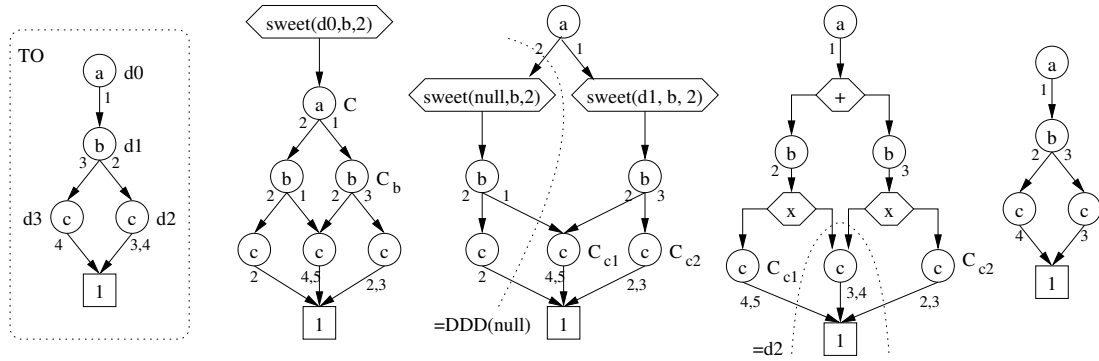 TO
a d0
1
b d1
3 2
d3 c c d2
4 3,4
1
sweet(d0,b,2)
a C
2 1
b b C_b
2 1 2 3
c c c
2 4,5 2,3
1
a
2 1
sweet(null,b,2) sweet(d1, b, 2)
b b
2 1 2 3
c c C_c1 c C_c2
2 4,5 2,3
=DDD(null) 1
a
1
+
b b
2 3
x x
c C_c1 c c C_c2
4,5 3,4 2,3
=d2 1
a
1
b
2 3
c c
4 3
1